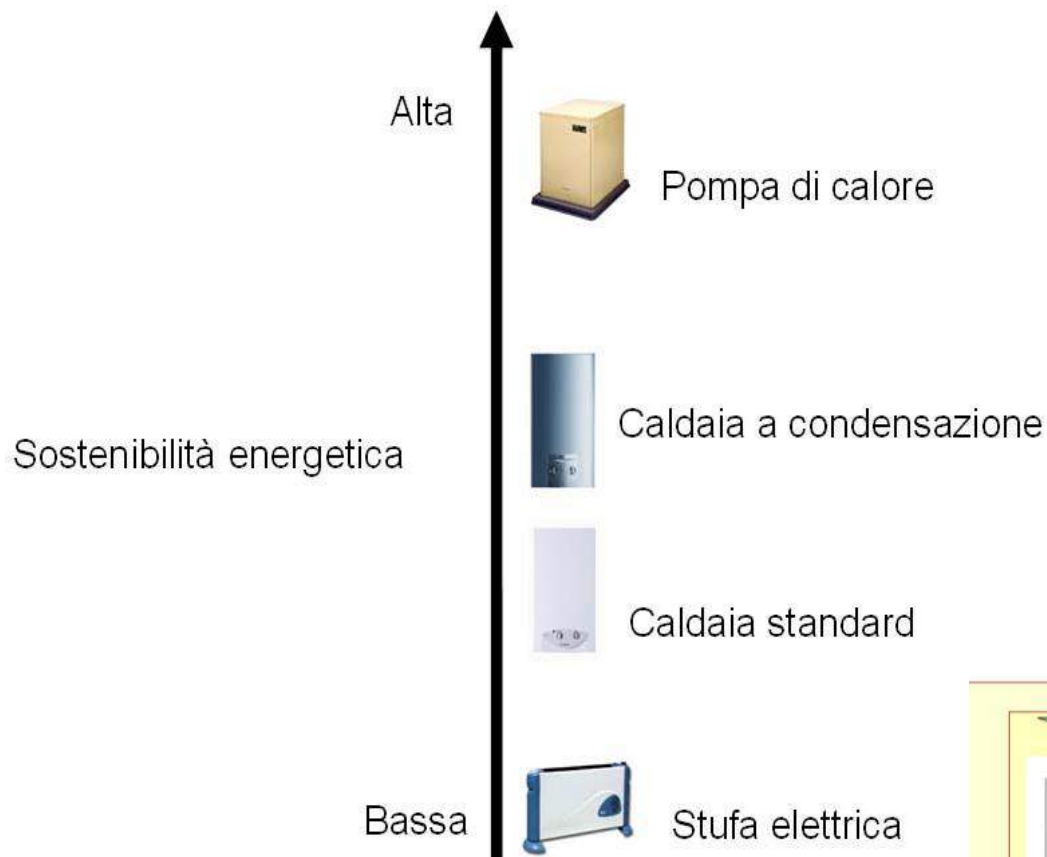 Alta
Pompa di calore
Caldaia a condensazione
Sostenibilità energetica
Caldaia standard
Bassa
Stufa elettrica